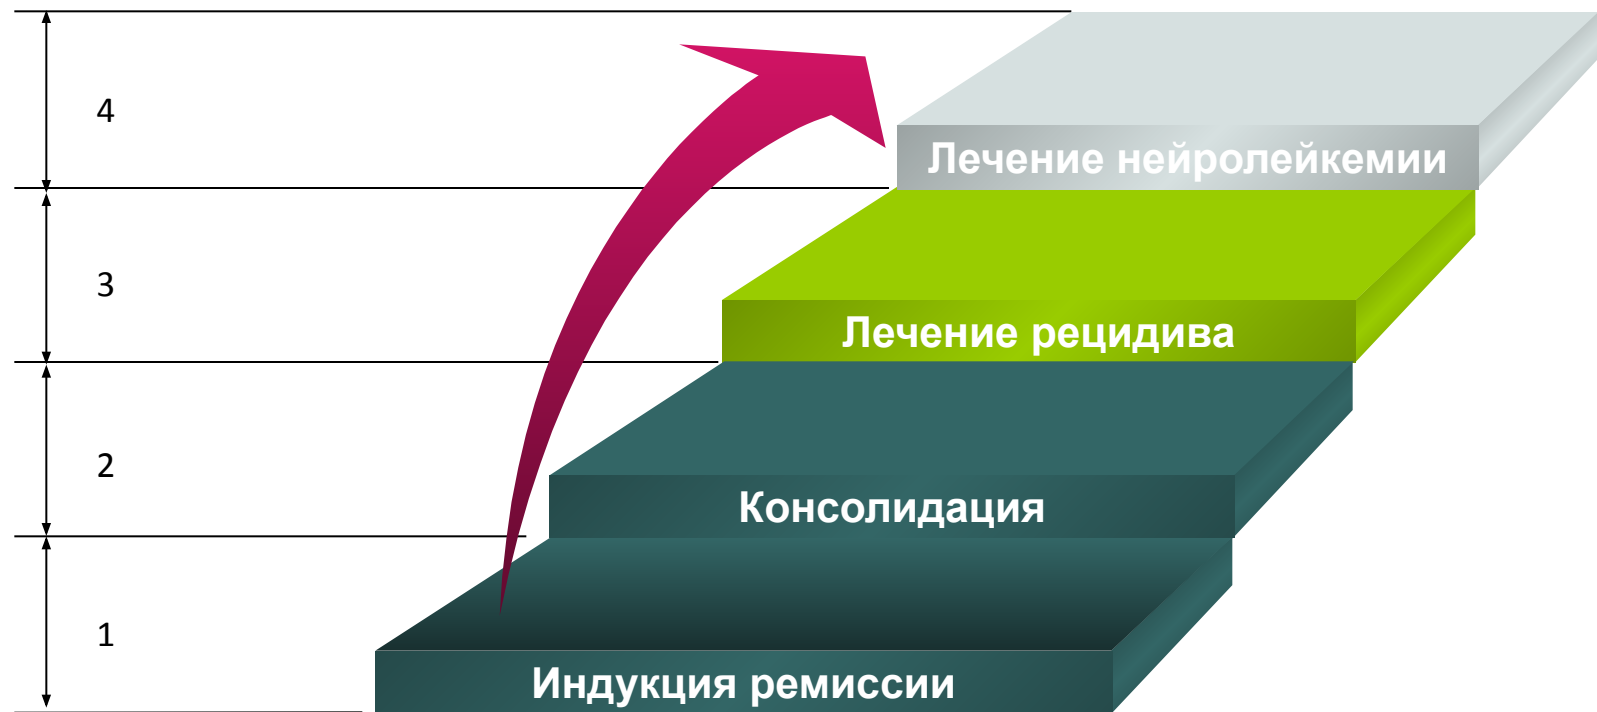 4
Лечение нейролейкемии
3
Лечение рецидива
2
Консолидация
1
Индукция ремиссии